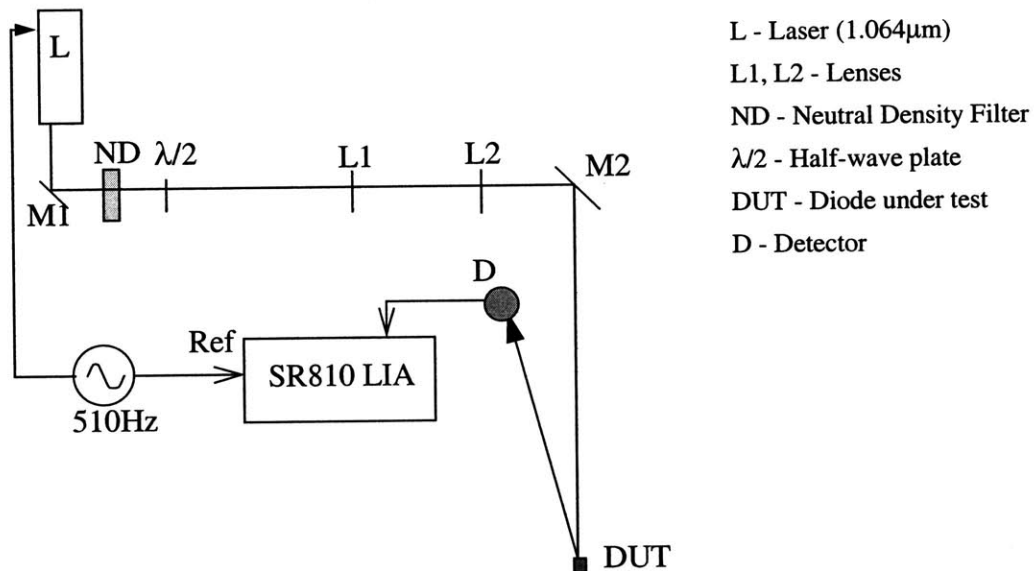 L
L - Laser (1.064μm)
L1, L2 - Lenses
ND - Neutral Density Filter
λ/2 - Half-wave plate
DUT - Diode under test
D - Detector
ND λ/2 L1 L2 M2
M1
D
Ref
SR810 LIA
510Hz
DUT